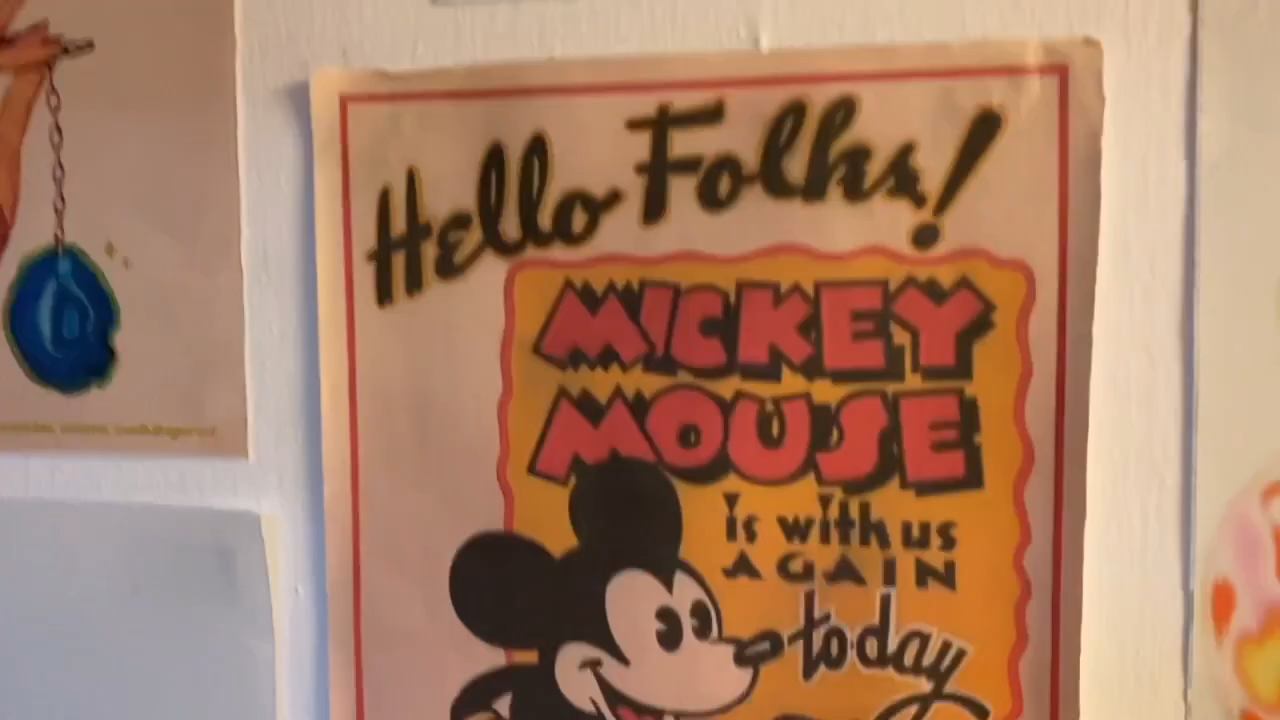 Hello Folks!
MICKEY
MOUSE
is with us
AGAIN
today